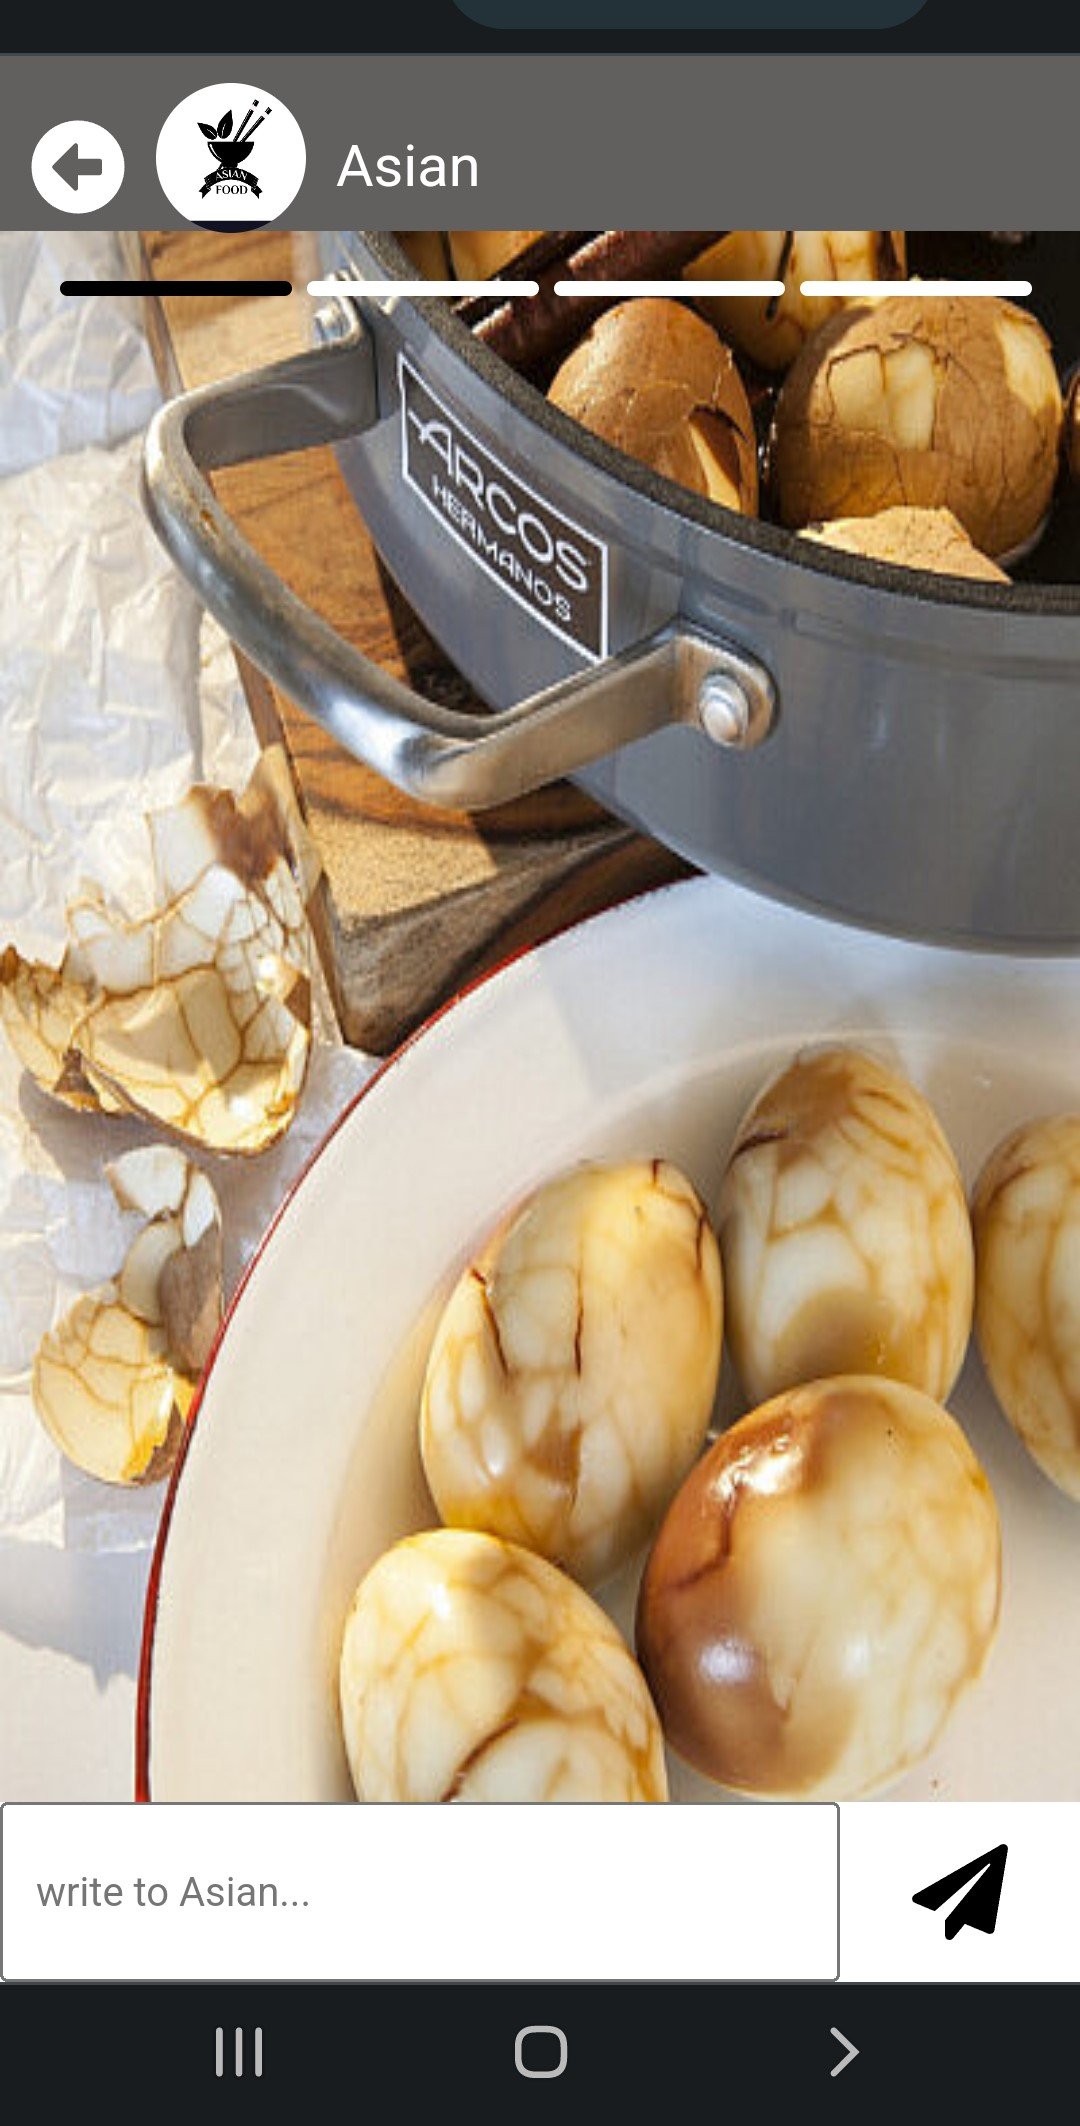 ASIAN
FOOD
Asian
ARCOS
HERMANOS
write to Asian...